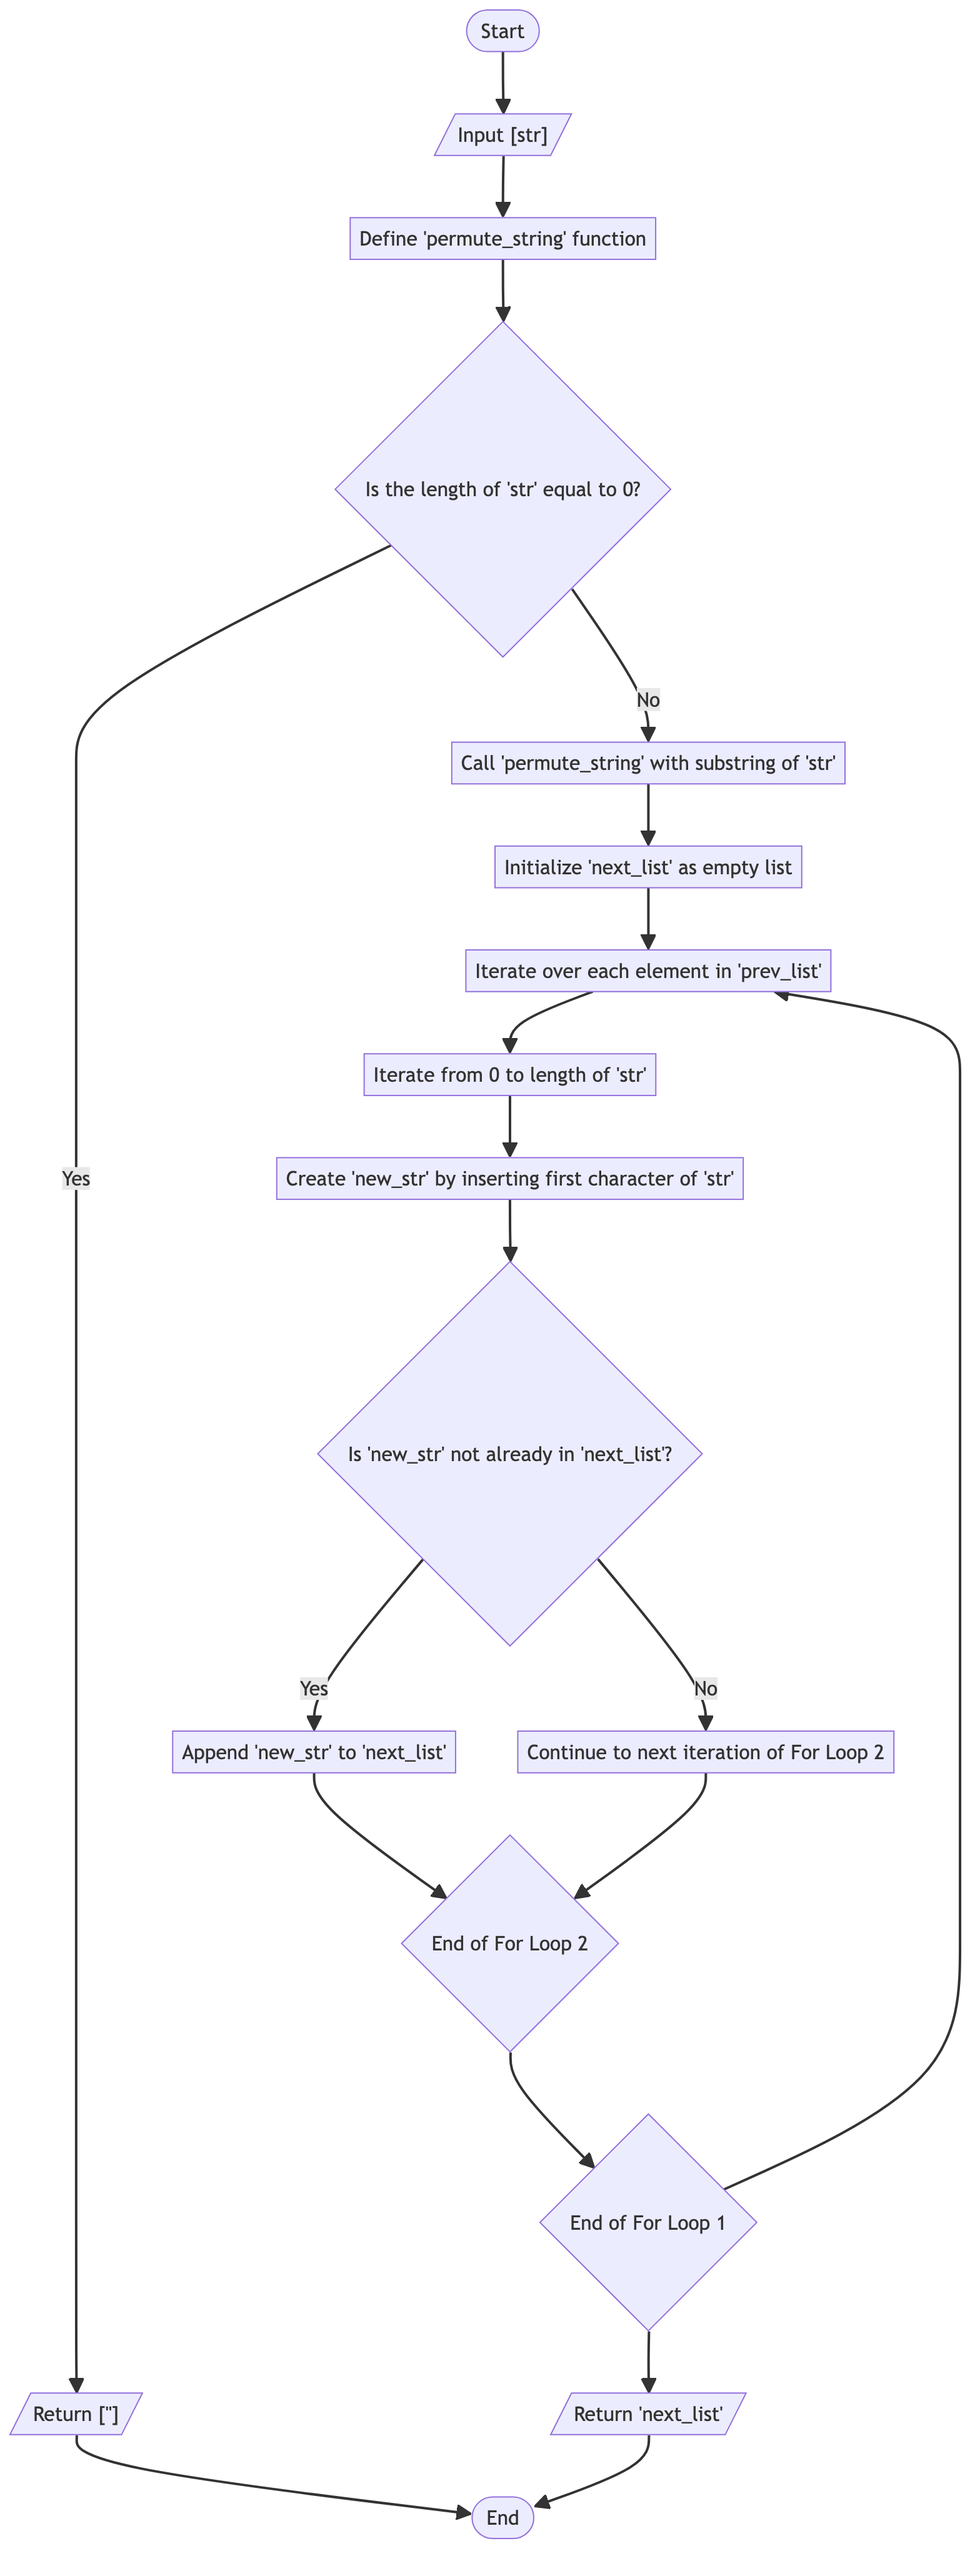 Start
Input [str]
Define 'permute_string' function
Is the length of 'str' equal to 0?
No
Call 'permute_string' with substring of 'str'
Initialize 'next_list' as empty list
Iterate over each element in 'prev_list'
Iterate from 0 to length of 'str'
Yes
Create 'new_str' by inserting first character of 'str'
Is 'new_str' not already in 'next_list'?
Yes
No
Append 'new_str' to 'next_list'
Continue to next iteration of For Loop 2
End of For Loop 2
End of For Loop 1
Return ['']
Return 'next_list'
End